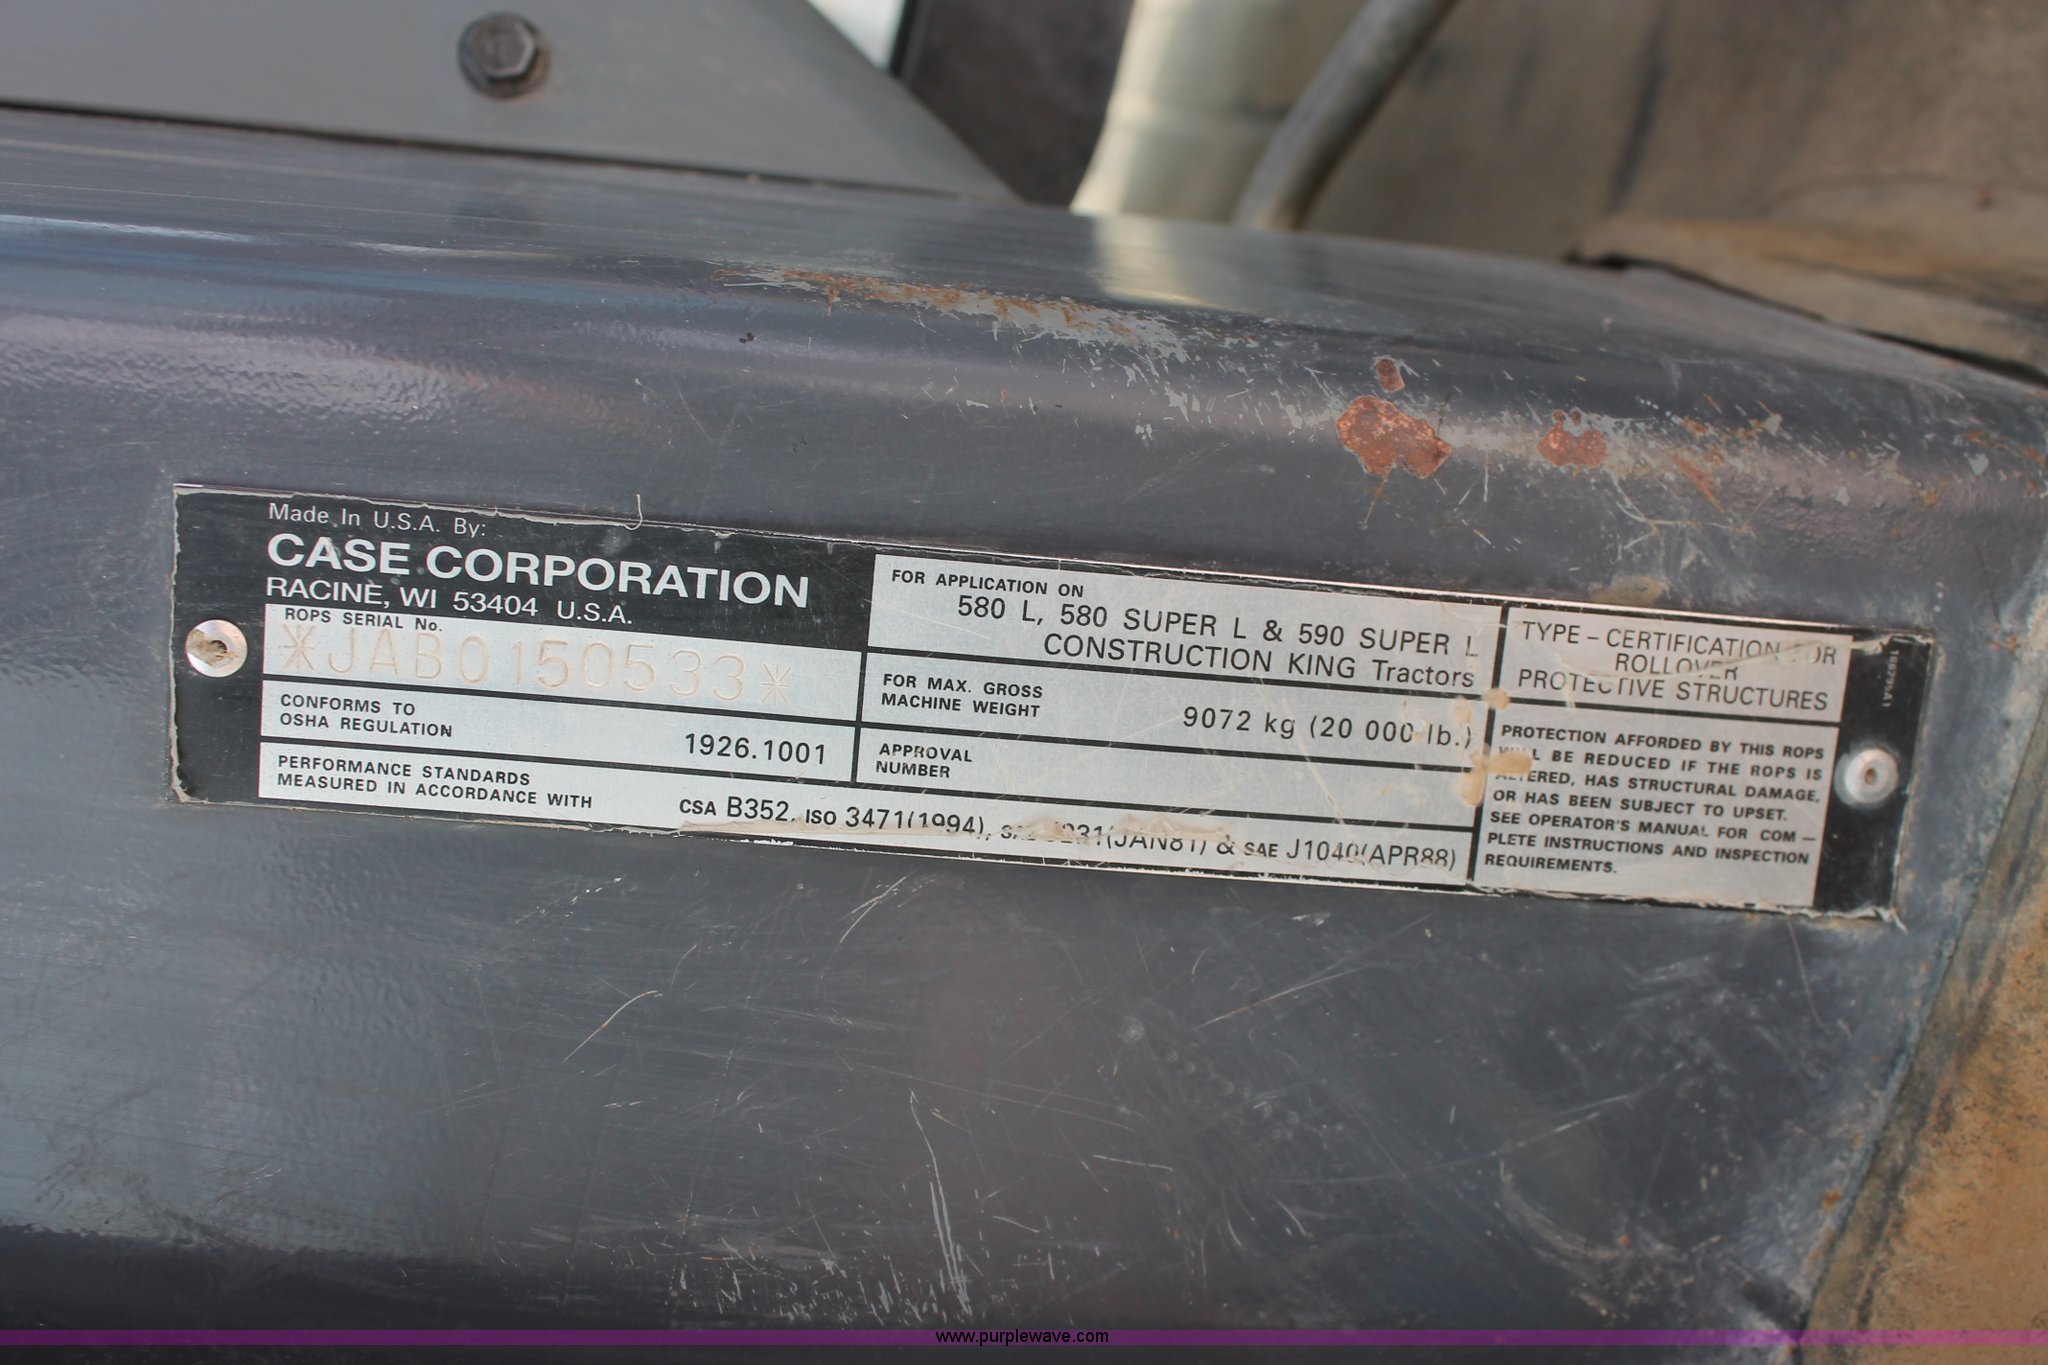 Made In U.S.A. By:
CASE CORPORATION
RACINE, WI 53404 U.S.A.
ROPS SERIAL No.
*JAB0150533*
CONFORMS TO
OSHA REGULATION
1926.1001
PERFORMANCE STANDARDS
MEASURED IN ACCORDANCE WITH
CSA B352, ISO 3471(1994), (JAN81) & SAE J1040(APR88)
FOR APPLICATION ON
580 L, 580 SUPER L & 590 SUPER L
CONSTRUCTION KING Tractors
FOR MAX. GROSS
MACHINE WEIGHT
9072 kg (20 000 lb.)
APPROVAL
NUMBER
TYPE – CERTIFICATION FOR
ROLLOVER
PROTECTIVE STRUCTURES
PROTECTION AFFORDED BY THIS ROPS
WILL BE REDUCED IF THE ROPS IS
ALTERED, HAS STRUCTURAL DAMAGE,
OR HAS BEEN SUBJECT TO UPSET.
SEE OPERATOR'S MANUAL FOR COM –
PLETE INSTRUCTIONS AND INSPECTION
REQUIREMENTS.
www.purplewave.com